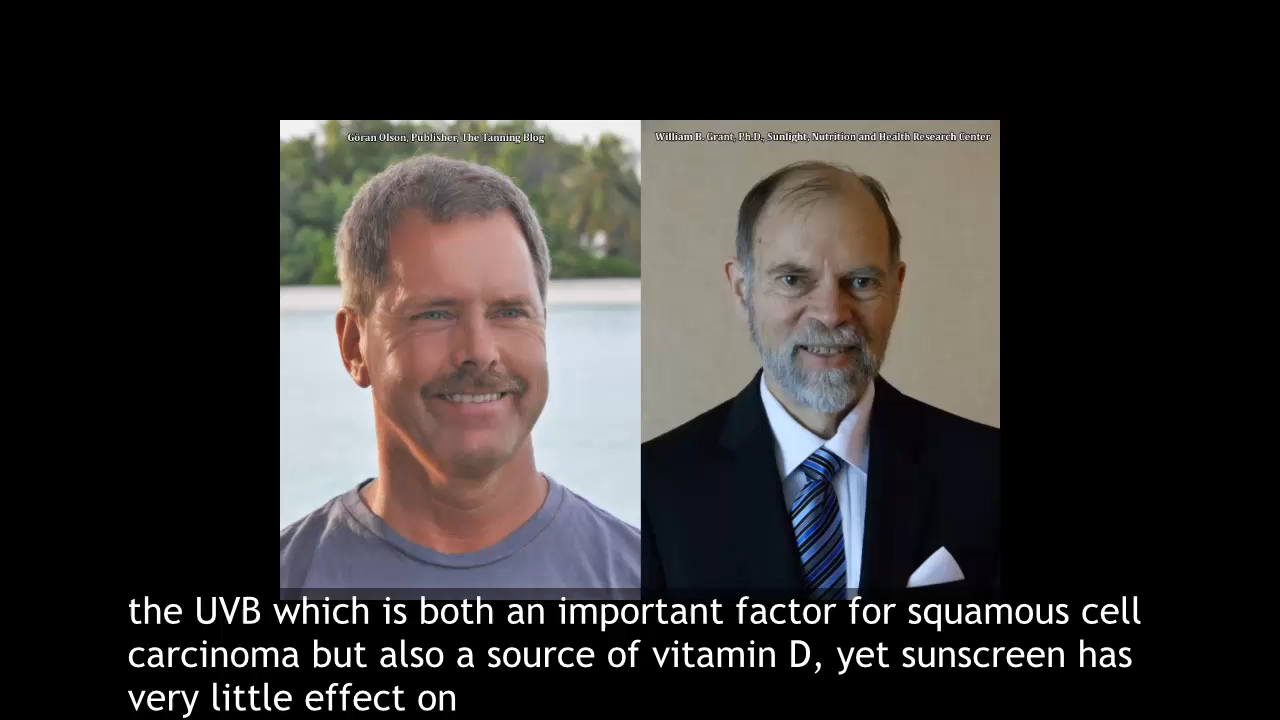 Göran Olson, Publisher, The Tanning Blog
William B. Grant, Ph.D., Sunlight, Nutrition and Health Research Center
the UVB which is both an important factor for squamous cell
carcinoma but also a source of vitamin D, yet sunscreen has
very little effect on